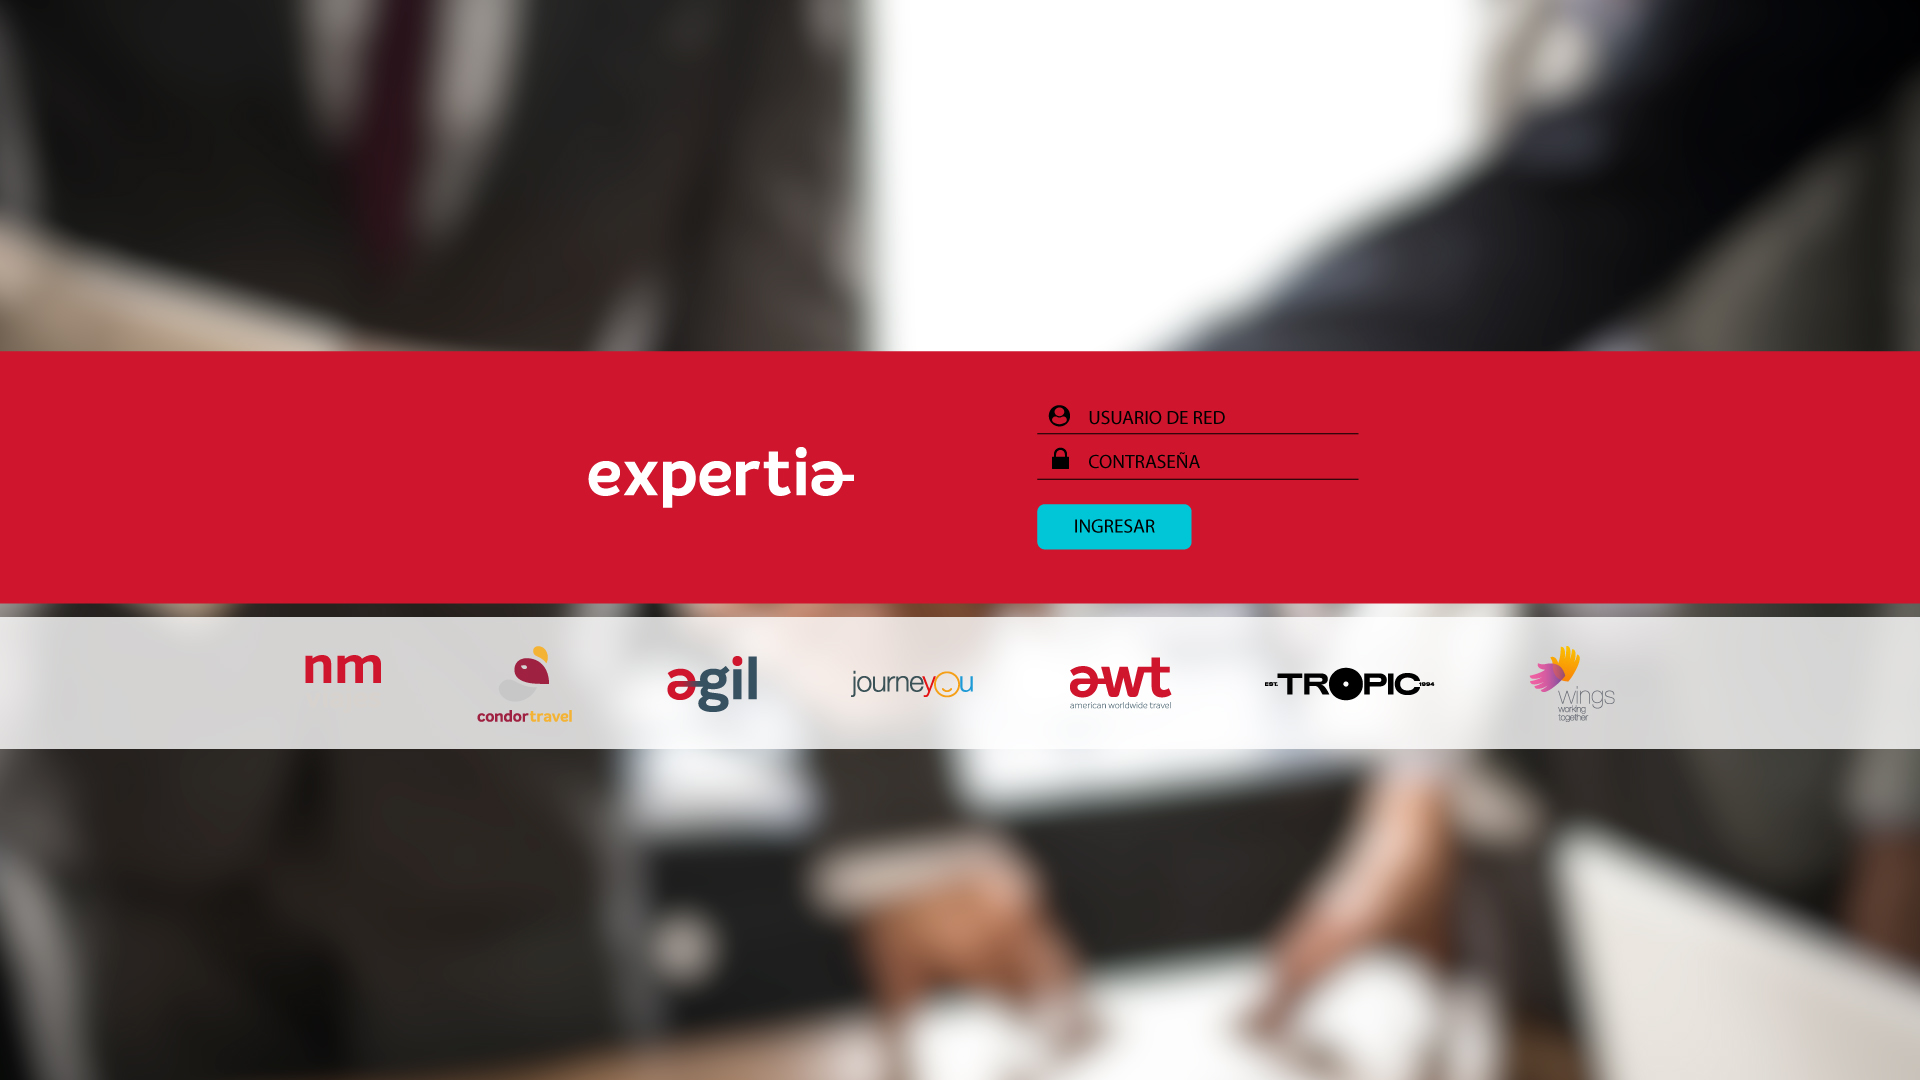 USUARIO DE RED
expertia
CONTRASEÑA
INGRESAR
nm
condortravel
agil
journeyou
awt
american worldwide travel
EST. TROPIC 1994
wings
working
together